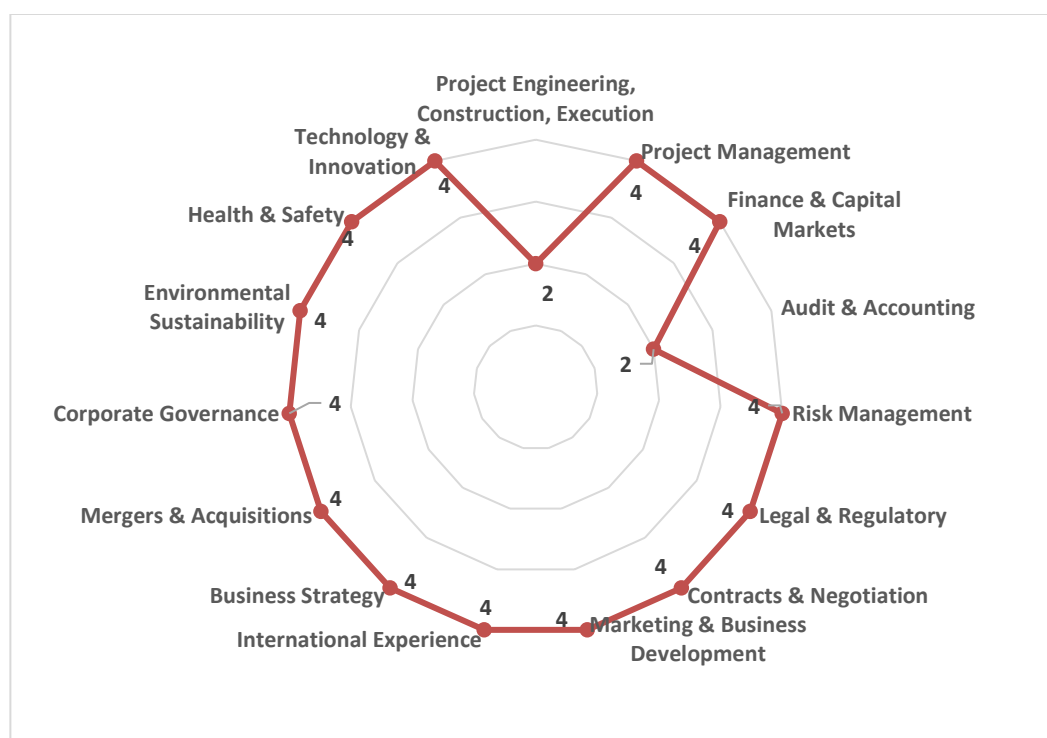 Project Engineering,
Construction, Execution
Technology &
Innovation
Project Management
4
4
Finance & Capital
Markets
Health & Safety
4
4
Environmental
Sustainability
4
2
Audit & Accounting
2
Corporate Governance
4
4
Risk Management
Mergers & Acquisitions
4
4
Legal & Regulatory
Business Strategy
4
4
Contracts & Negotiation
International Experience
4
4
Marketing & Business
Development